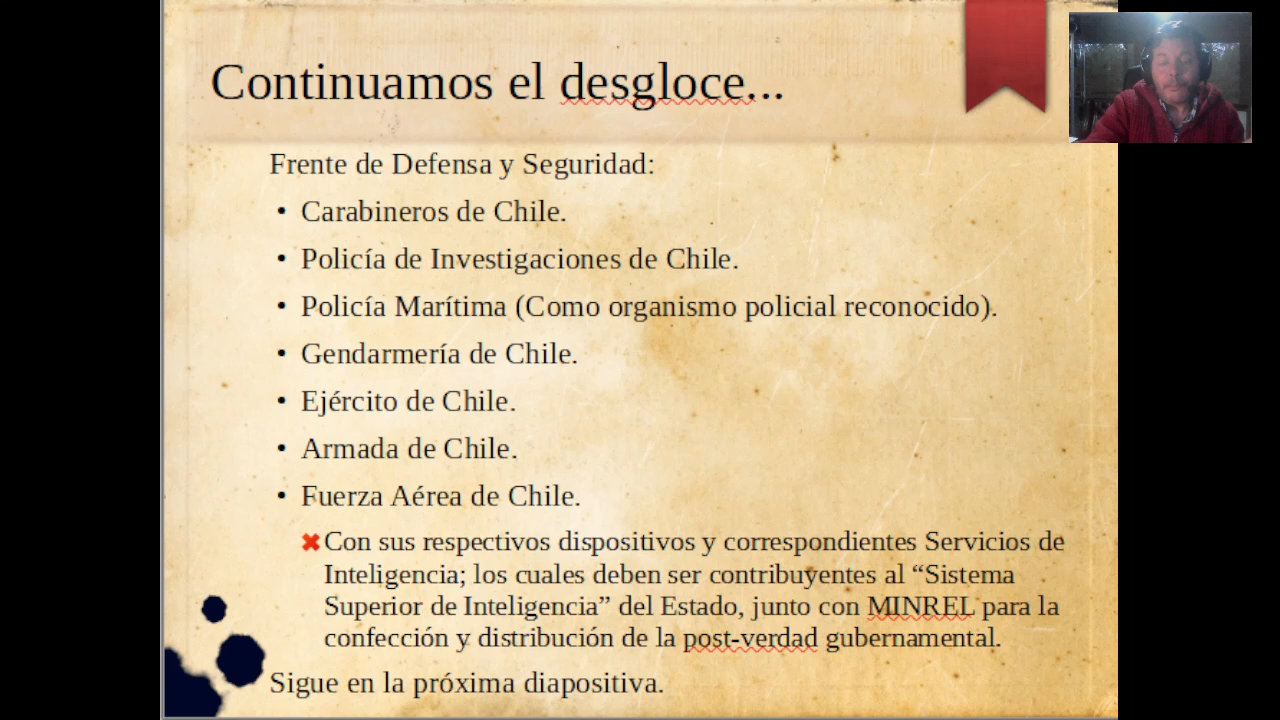 Continuamos el desgloce...
Frente de Defensa y Seguridad:
• Carabineros de Chile.
• Policía de Investigaciones de Chile.
• Policía Marítima (Como organismo policial reconocido).
• Gendarmería de Chile.
• Ejército de Chile.
• Armada de Chile.
• Fuerza Aérea de Chile.
✖Con sus respectivos dispositivos y correspondientes Servicios de
Inteligencia; los cuales deben ser contribuyentes al “Sistema
Superior de Inteligencia” del Estado, junto con MINREL para la
confección y distribución de la post-verdad gubernamental.
Sigue en la próxima diapositiva.